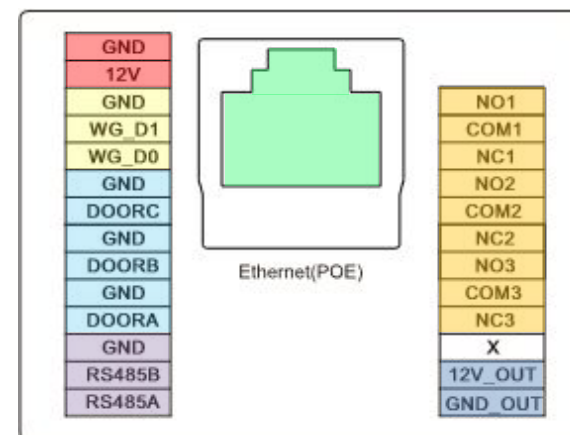 GND
12V
GND
WG_D1
WG_D0
GND
DOORC
GND
DOORB
GND
DOORA
GND
RS485B
RS485A
Ethernet(POE)
NO1
COM1
NC1
NO2
COM2
NC2
NO3
COM3
NC3
X
12V_OUT
GND_OUT